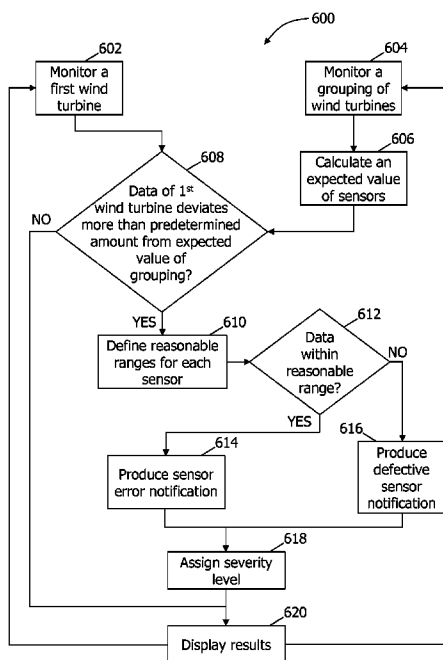 600
602
Monitor a
first wind
turbine
604
Monitor a
grouping of
wind turbines
606
Calculate an
expected value
of sensors
608
Data of 1st
wind turbine deviates
more than predetermined
amount from expected
value of
grouping?
NO
YES
610
Define reasonable
ranges for each
sensor
612
Data
within
reasonable
range?
NO
YES
614
Produce sensor
error notification
616
Produce
defective
sensor
notification
618
Assign severity
level
620
Display results